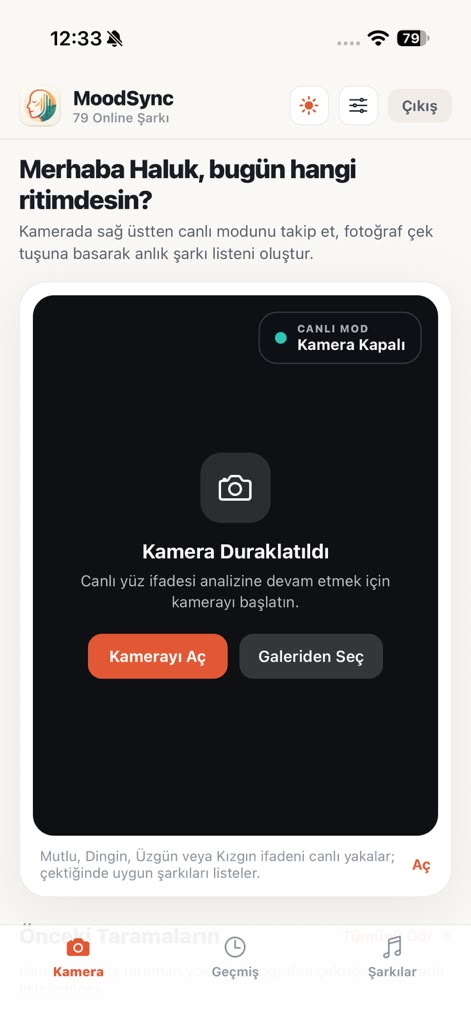 12:33
79
MoodSync
79 Online Şarkı
Çıkış
Merhaba Haluk, bugün hangi
ritimdesin?
Kamerada sağ üstten canlı modunu takip et, fotoğraf çek
tuşuna basarak anlık şarkı listeni oluştur.
CANLI MOD
Kamera Kapalı
Kamera Duraklatıldı
Canlı yüz ifadesi analizine devam etmek için
kamerayı başlatın.
Kamerayı Aç
Galeriden Seç
Mutlu, Dingin, Üzgün veya Kızgın ifadeni canlı yakalar;
çektiğinde uygun şarkıları listeler.
Aç
Önceki Taramaların
Tümünü Gör
Kamera
Geçmiş
Şarkılar